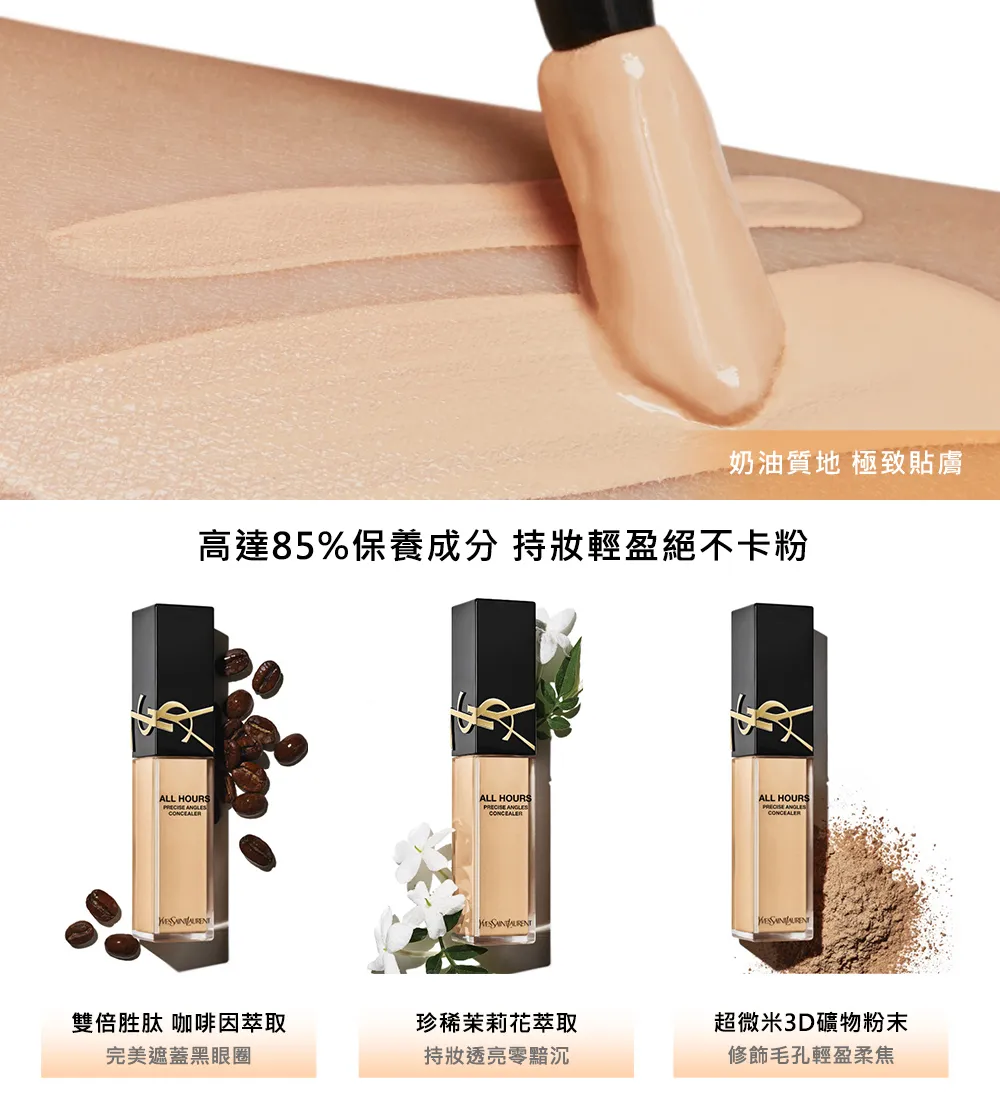 奶油質地 極致貼膚
高達85%保養成分 持妝輕盈絕不卡粉
ALL HOURS
PRECISE ANGLES
CONCEALER
YVESSAINTLAURENT
ALL HOURS
PRECISE ANGLES
CONCEALER
YVESSAINTLAURENT
ALL HOURS
PRECISE ANGLES
CONCEALER
YVESSAINTLAURENT
雙倍胜肽 咖啡因萃取
完美遮蓋黑眼圈
珍稀茉莉花萃取
持妝透亮零黯沉
超微米3D礦物粉末
修飾毛孔輕盈柔焦